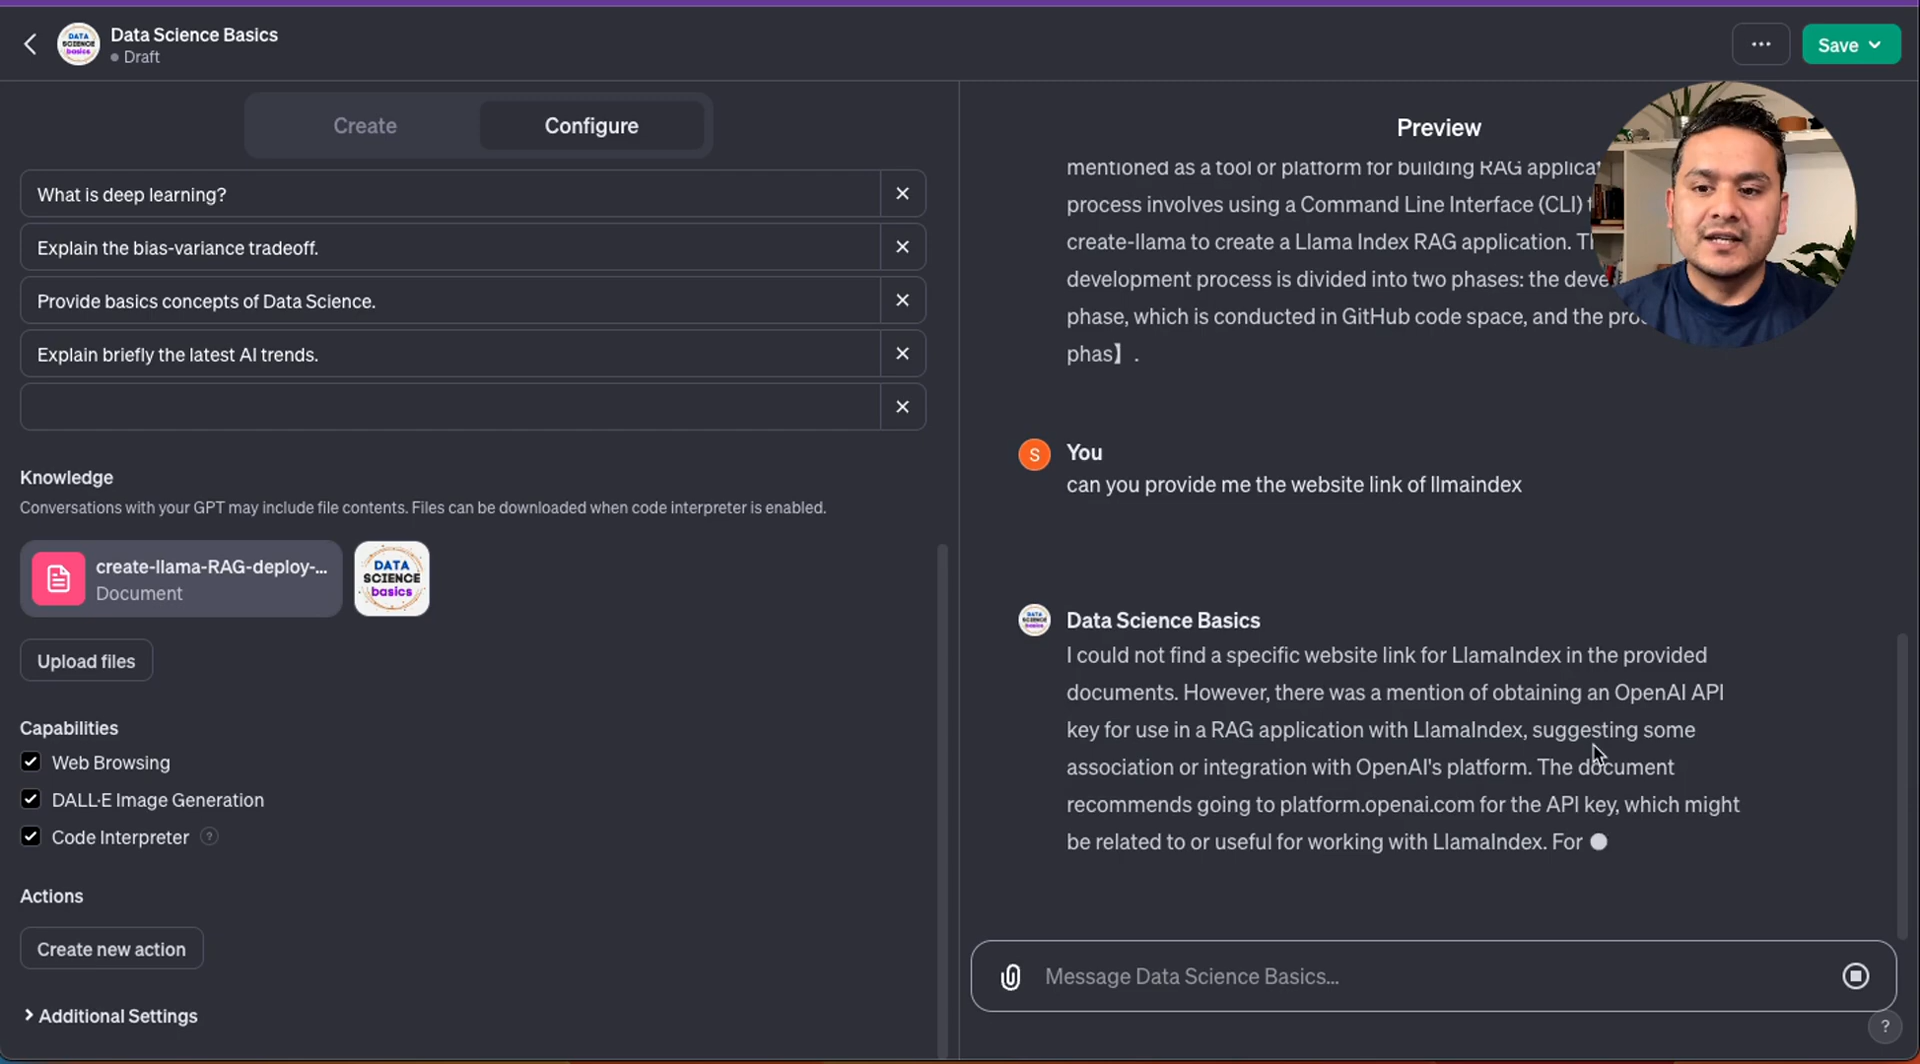 Data Science Basics
Draft
...
Save
Create
Configure
What is deep learning?
Explain the bias-variance tradeoff.
Provide basics concepts of Data Science.
Explain briefly the latest AI trends.
Knowledge
Conversations with your GPT may include file contents. Files can be downloaded when code interpreter is enabled.
create-llama-RAG-deploy-...
Document
DATA
SCIENCE
basics
Upload files
Capabilities
Web Browsing
DALL·E Image Generation
Code Interpreter ?
Actions
Create new action
Additional Settings
Preview
mentioned as a tool or platform for building RAG
process involves using a Command Line Interface (CLI)
create-llama to create a Llama Index RAG application.
development process is divided into two phases: the
phase, which is conducted in GitHub code space, and the
phas】.
S
You
can you provide me the website link of llmaindex
Data Science Basics
I could not find a specific website link for LlamaIndex in the provided
documents. However, there was a mention of obtaining an OpenAI API
key for use in a RAG application with LlamaIndex, suggesting some
association or integration with OpenAI's platform. The document
recommends going to platform.openai.com for the API key, which might
be related to or useful for working with LlamaIndex. For
Message Data Science Basics...
?